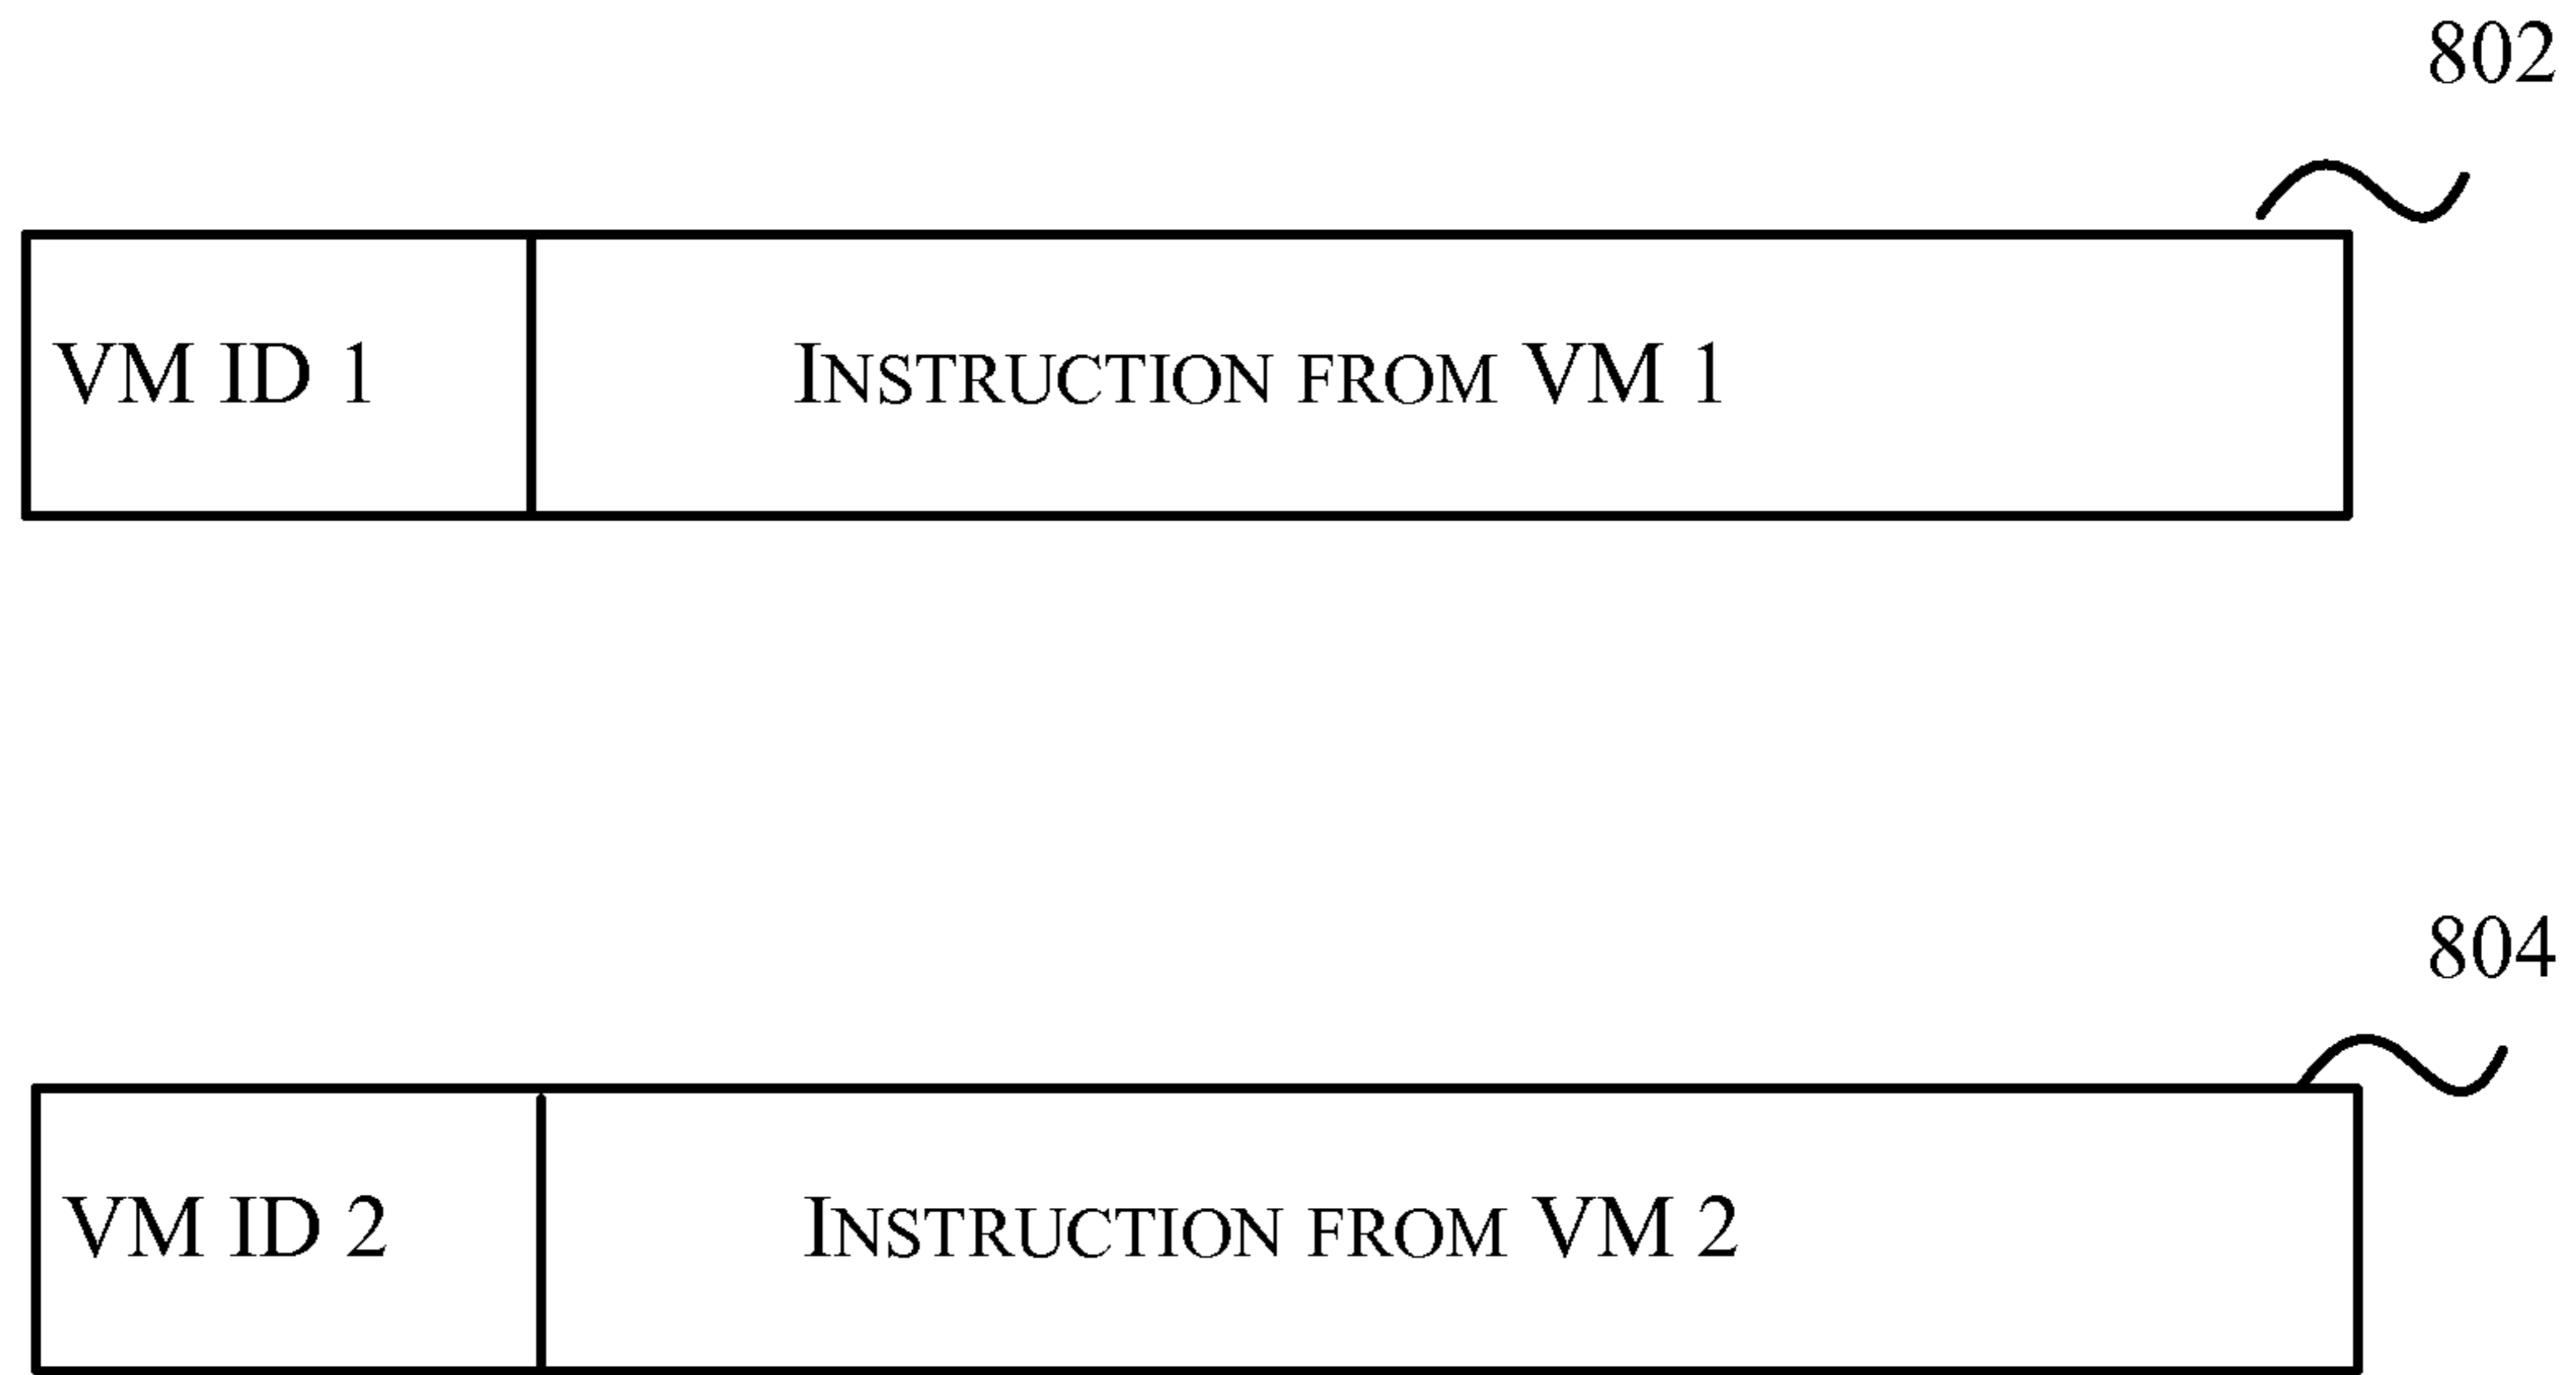 802
VM ID 1 INSTRUCTION FROM VM 1
804
VM ID 2 INSTRUCTION FROM VM 2